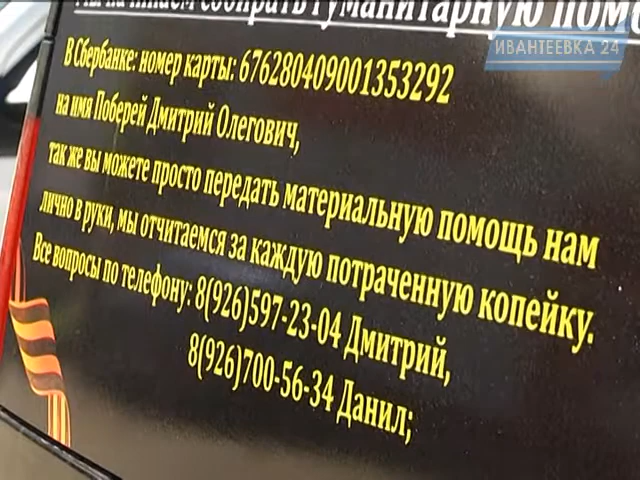 собирать гуманитарную
ИВАНТЕЕВКА 24
В Сбербанке: номер карты: 676280409001353292
на имя Поберей Дмитрий Олегович,
так же вы можете просто передать материальную помощь нам
лично в руки, мы отчитаемся за каждую потраченную копейку.
Все вопросы по телефону: 8(926)597-23-04 Дмитрий,
8(926)700-56-34 Данил;